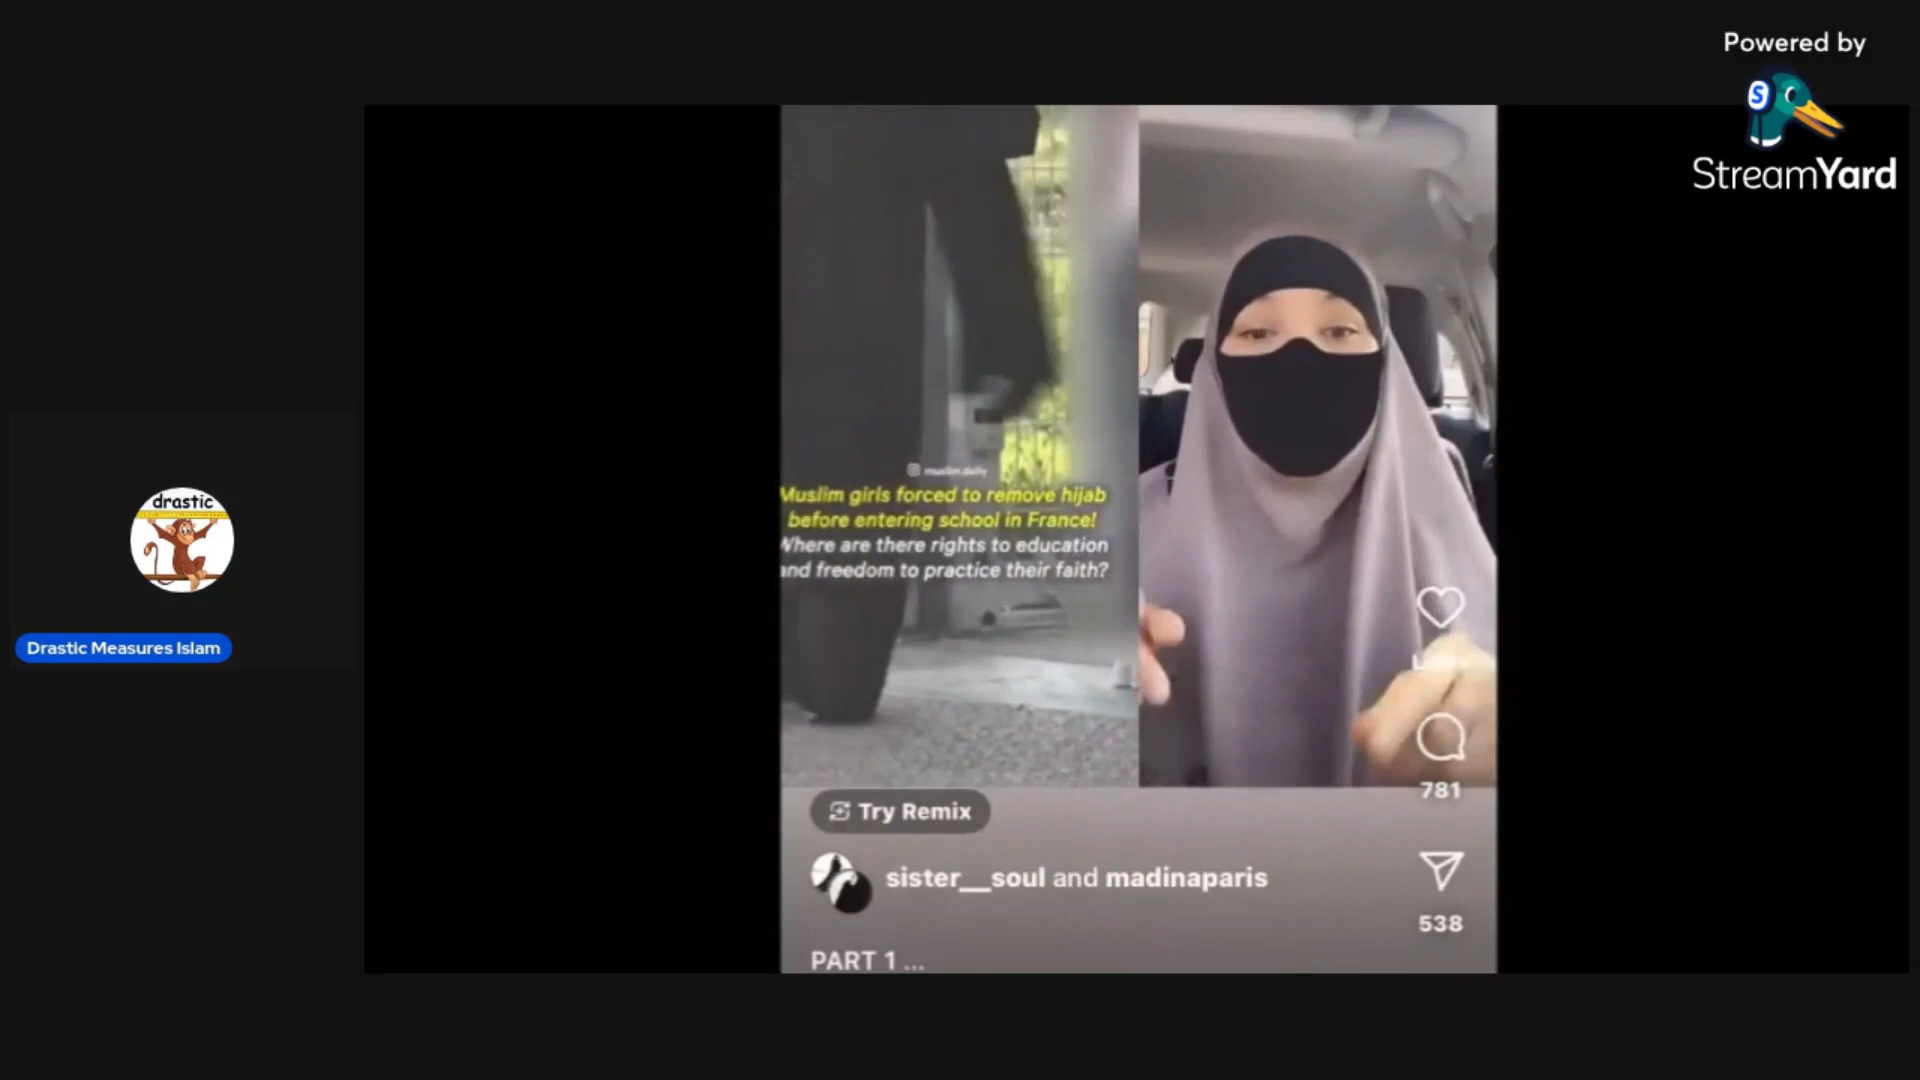 Powered by
S
StreamYard
muslim.daily
Muslim girls forced to remove hijab
before entering school in France!
Where are there rights to education
and freedom to practice their faith?
drastic
Drastic Measures Islam
781
Try Remix
sister__soul and madinaparis
538
PART 1 ...